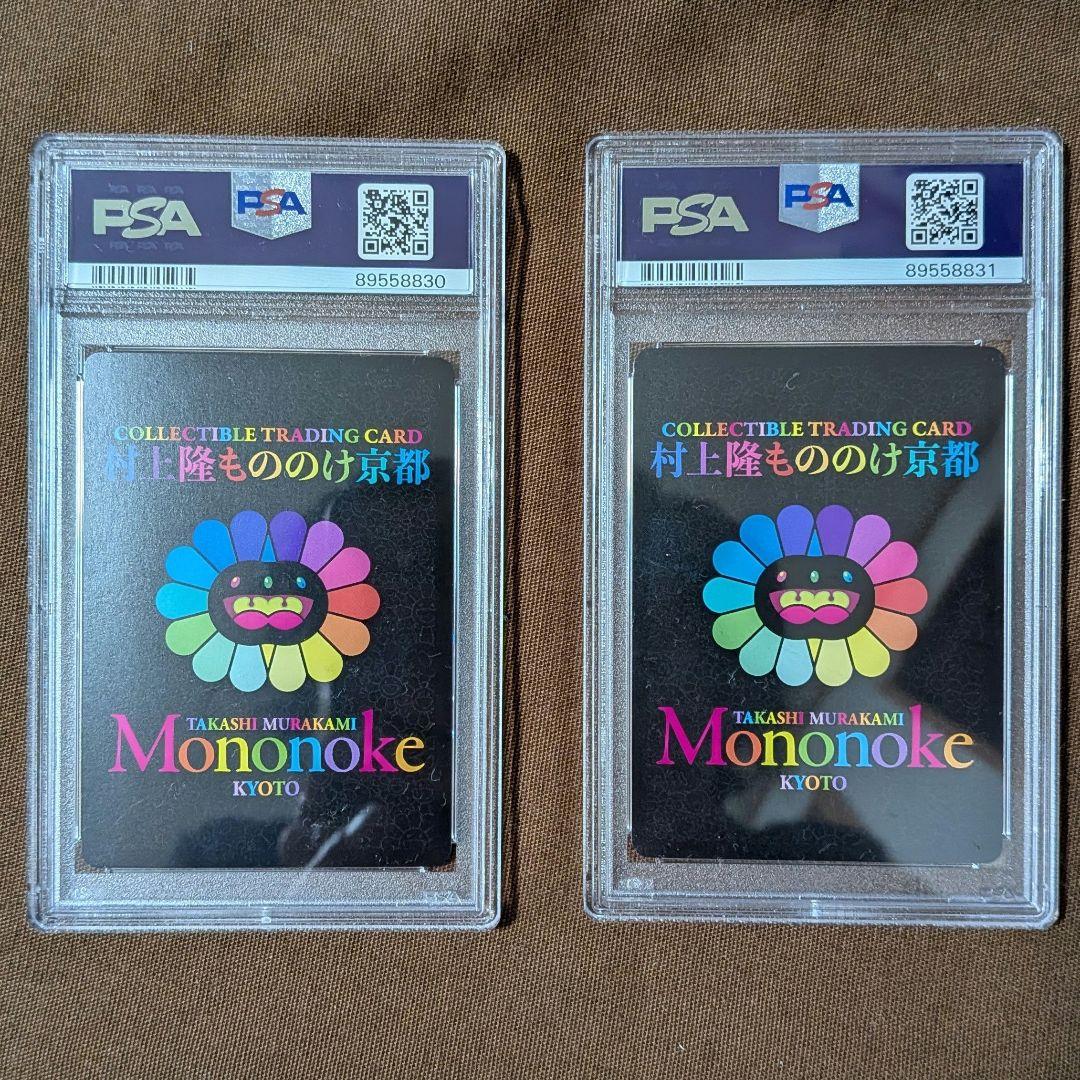 PSA
PSA
89558830
COLLECTIBLE TRADING CARD
村上隆もののけ京都
TAKASHI MURAKAMI
Mononoke
KYOTO
PSA
PSA
89558831
COLLECTIBLE TRADING CARD
村上隆もののけ京都
TAKASHI MURAKAMI
Mononoke
KYOTO